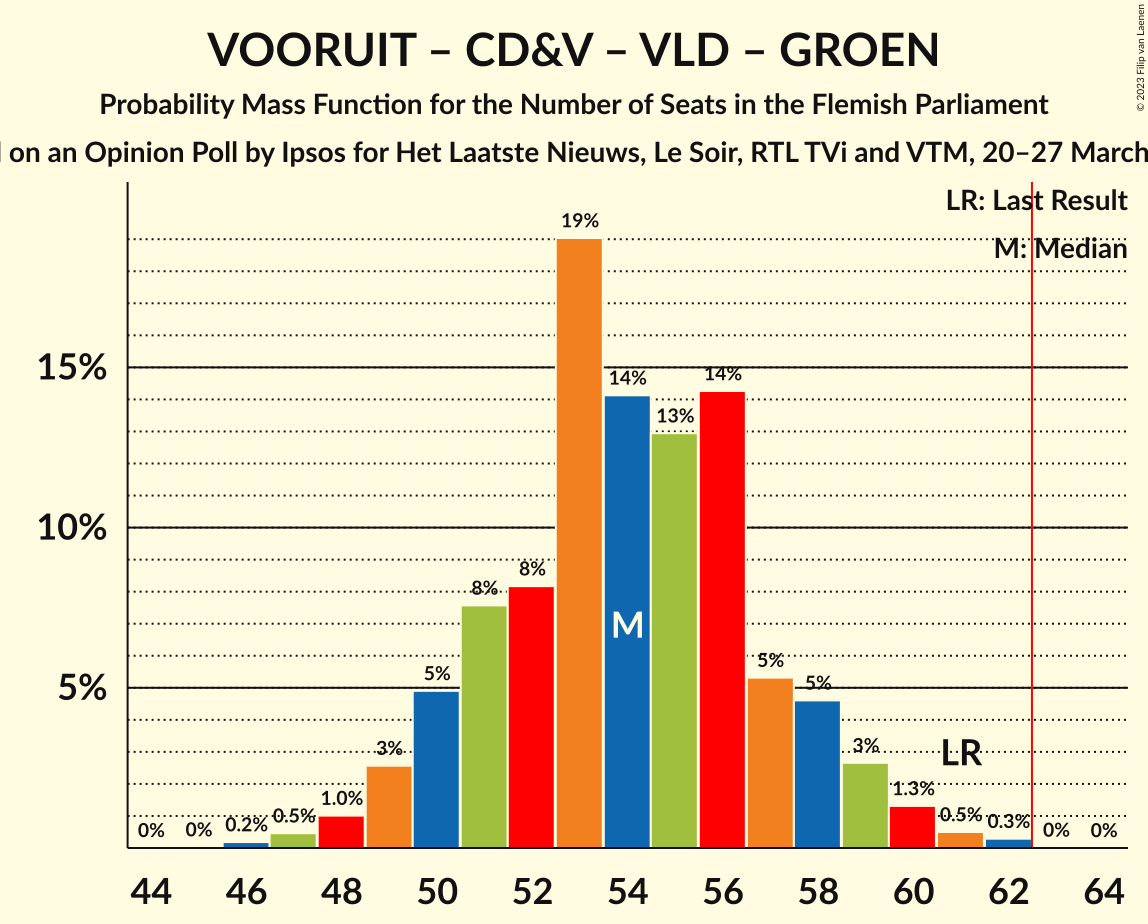 VOORUIT – CD&V – VLD – GROEN
Probability Mass Function for the Number of Seats in the Flemish Parliament
on an Opinion Poll by Ipsos for Het Laatste Nieuws, Le Soir, RTL TVi and VTM, 20–27 March
© 2023 Filip van Laenen
LR: Last Result
M: Median
19%
15%
14%
14%
13%
10%
8%
8%
M
5%
5%
5%
5%
3%
3%
LR
1.0%
1.3%
0%
0%
0.2%
0.5%
0.5%
0.3%
0%
0%
44 46 48 50 52 54 56 58 60 62 64